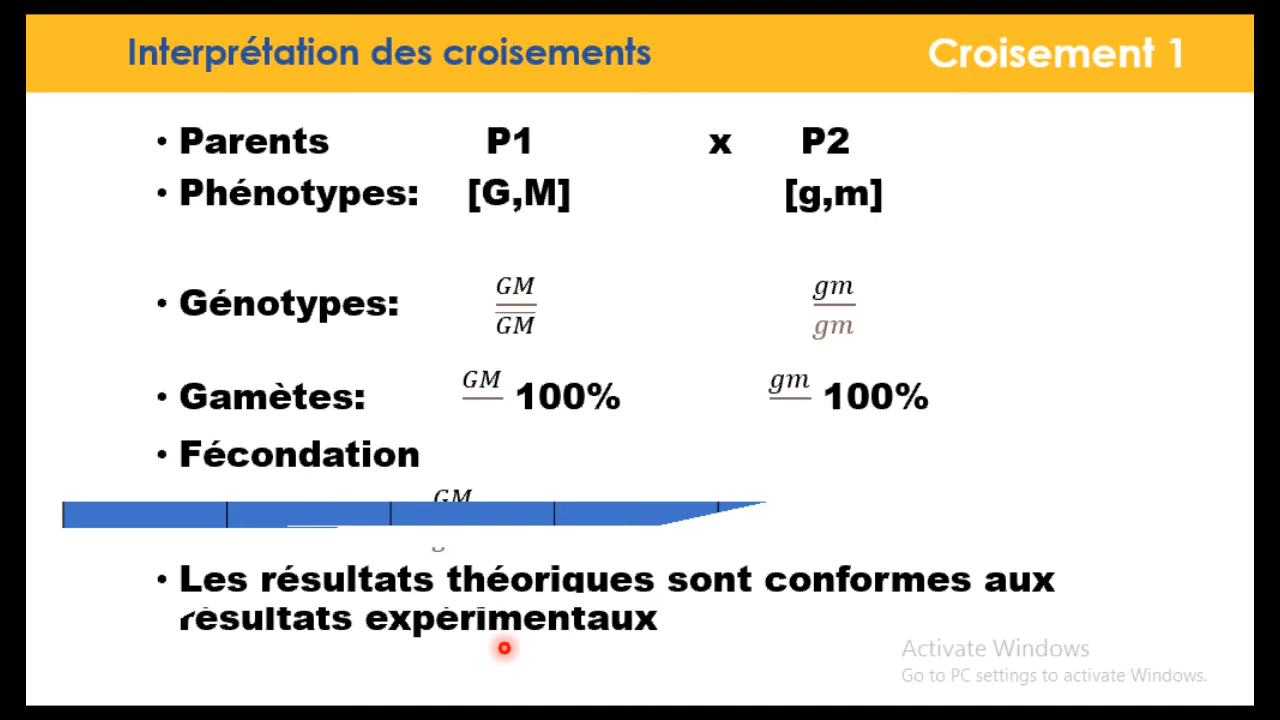 Interprétation des croisements
Croisement 1
• Parents P1 x P2
• Phénotypes: [G,M] [g,m]
GM gm
• Génotypes:
GM gm
GM gm
• Gamètes: 100% 100%
• Fécondation
GM
• Les résultats théoriques sont conformes aux
résultats expérimentaux
Activate Windows
Go to PC settings to activate Windows.